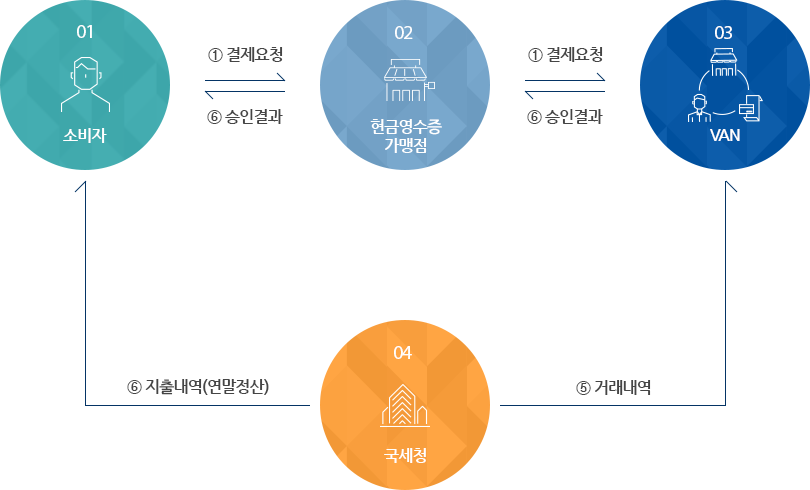 01
소비자
① 결제요청
⑥ 승인결과
02
현금영수증
가맹점
① 결제요청
⑥ 승인결과
03
VAN
⑥ 지출내역(연말정산)
04
국세청
⑤ 거래내역